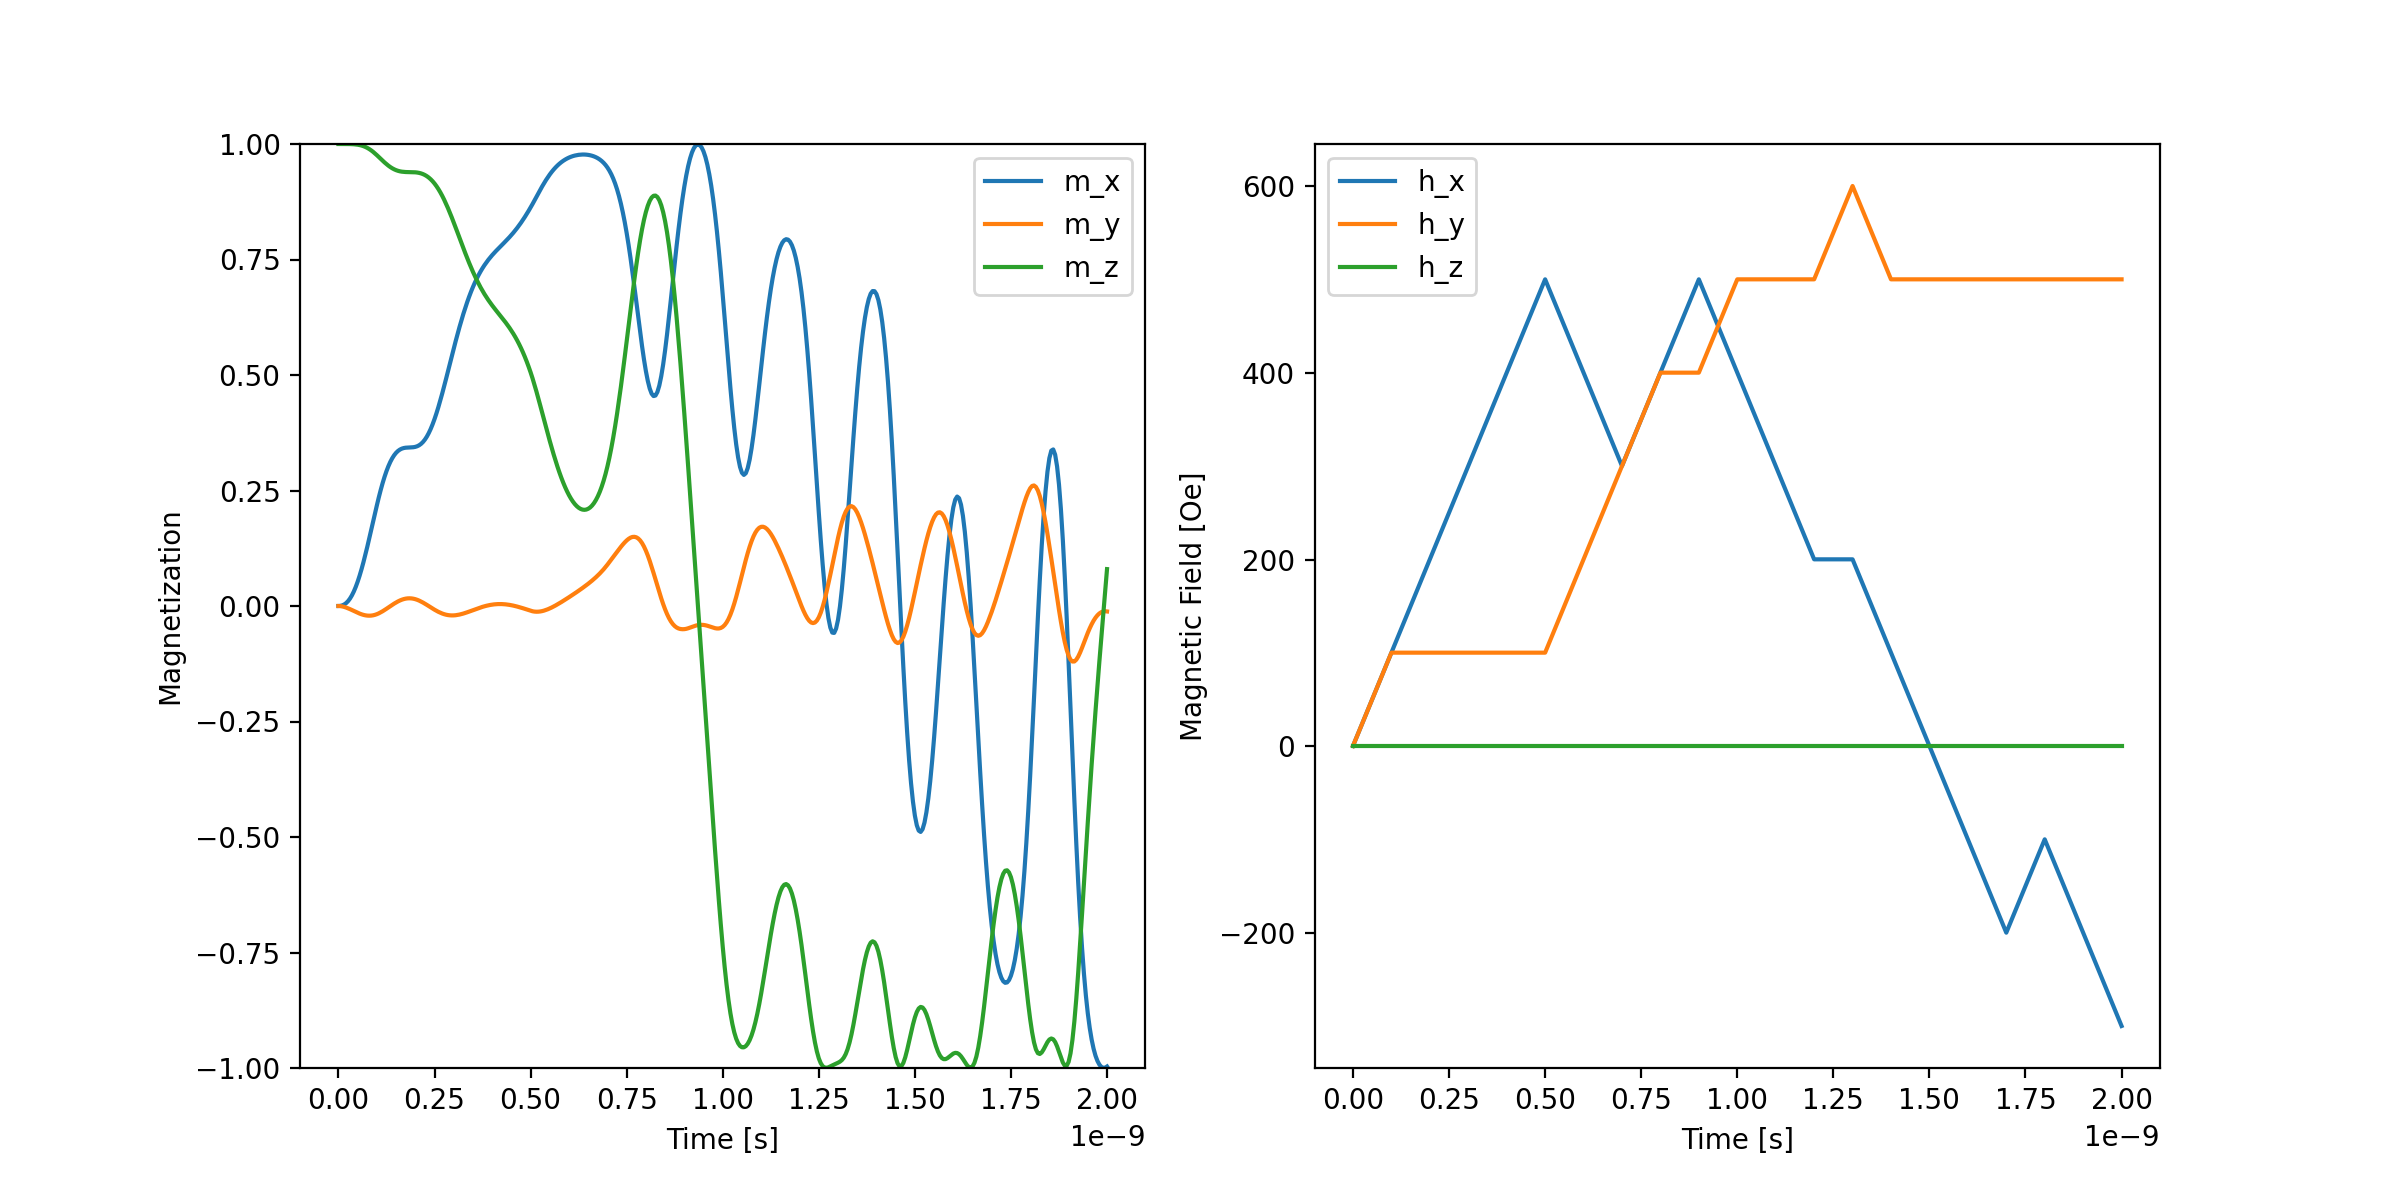 Magnetization
1.00
0.75
0.50
0.25
0.00
−0.25
−0.50
−0.75
−1.00
m_x
m_y
m_z
0.00 0.25 0.50 0.75 1.00 1.25 1.50 1.75 2.00
Time [s]
1e−9
Magnetic Field [Oe]
600
400
200
0
−200
h_x
h_y
h_z
0.00 0.25 0.50 0.75 1.00 1.25 1.50 1.75 2.00
Time [s]
1e−9